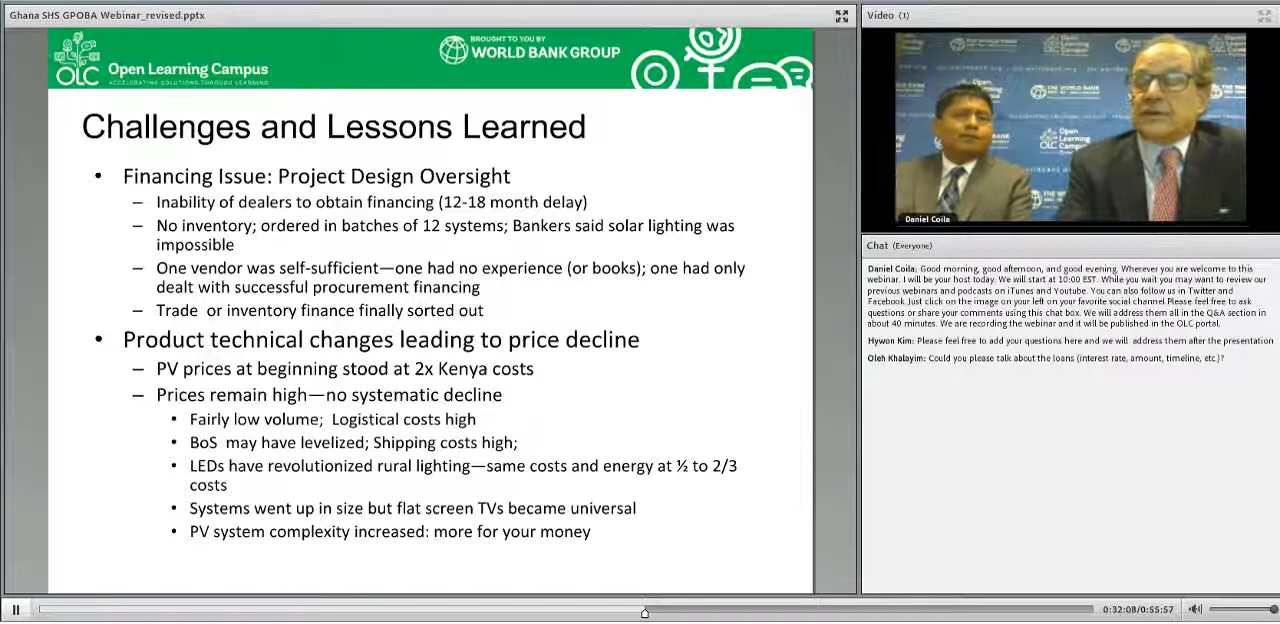 Ghana SHS GPOBA Webinar_revised.pptx
OLC Open Learning Campus
ACCELERATING SOLUTIONS THROUGH LEARNING
BROUGHT TO YOU BY
WORLD BANK GROUP
Challenges and Lessons Learned
• Financing Issue: Project Design Oversight
– Inability of dealers to obtain financing (12-18 month delay)
– No inventory; ordered in batches of 12 systems; Bankers said solar lighting was
impossible
– One vendor was self-sufficient—one had no experience (or books); one had only
dealt with successful procurement financing
– Trade or inventory finance finally sorted out
• Product technical changes leading to price decline
– PV prices at beginning stood at 2x Kenya costs
– Prices remain high—no systematic decline
• Fairly low volume; Logistical costs high
• BoS may have levelized; Shipping costs high;
• LEDs have revolutionized rural lighting—same costs and energy at ½ to 2/3
costs
• Systems went up in size but flat screen TVs became universal
• PV system complexity increased: more for your money
Video (1)
THE WORLD BANK
Open
Learning
OLC Campus
Daniel Coila
Chat (Everyone)
Daniel Coila: Good morning, good afternoon, and good evening. Wherever you are welcome to this
webinar. I will be your host today. We will start at 10:00 EST. While you wait you may want to review our
previous webinars and podcasts on iTunes and Youtube. You can also follow us in Twitter and
Facebook.Just click on the image on your left on your favorite social channel.Please feel free to ask
questions or share your comments using this chat box. We will address them all in the Q&A section in
about 40 minutes. We are recording the webinar and it will be published in the OLC portal.
Hywon Kim: Please feel free to add your questions here and we will address them after the presentation
Oleh Khalayim: Could you please talk about the loans (interest rate, amount, timeline, etc.)?
0:32:08/0:55:57